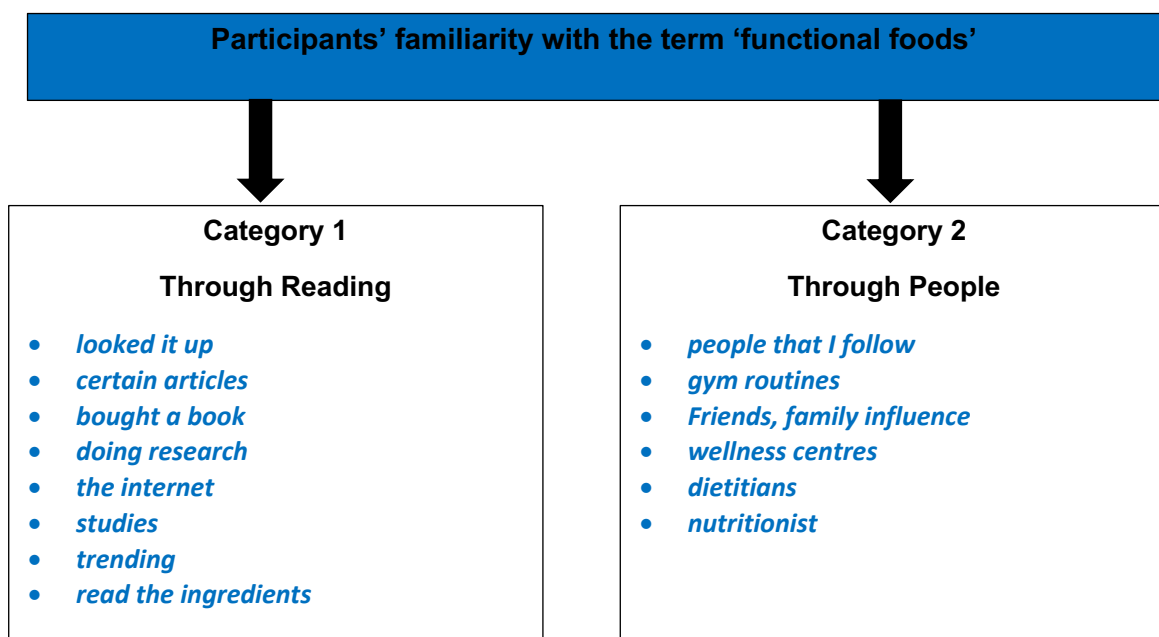 Participants’ familiarity with the term ‘functional foods’
Category 1
Through Reading
• looked it up
• certain articles
• bought a book
• doing research
• the internet
• studies
• trending
• read the ingredients
Category 2
Through People
• people that I follow
• gym routines
• Friends, family influence
• wellness centres
• dietitians
• nutritionist